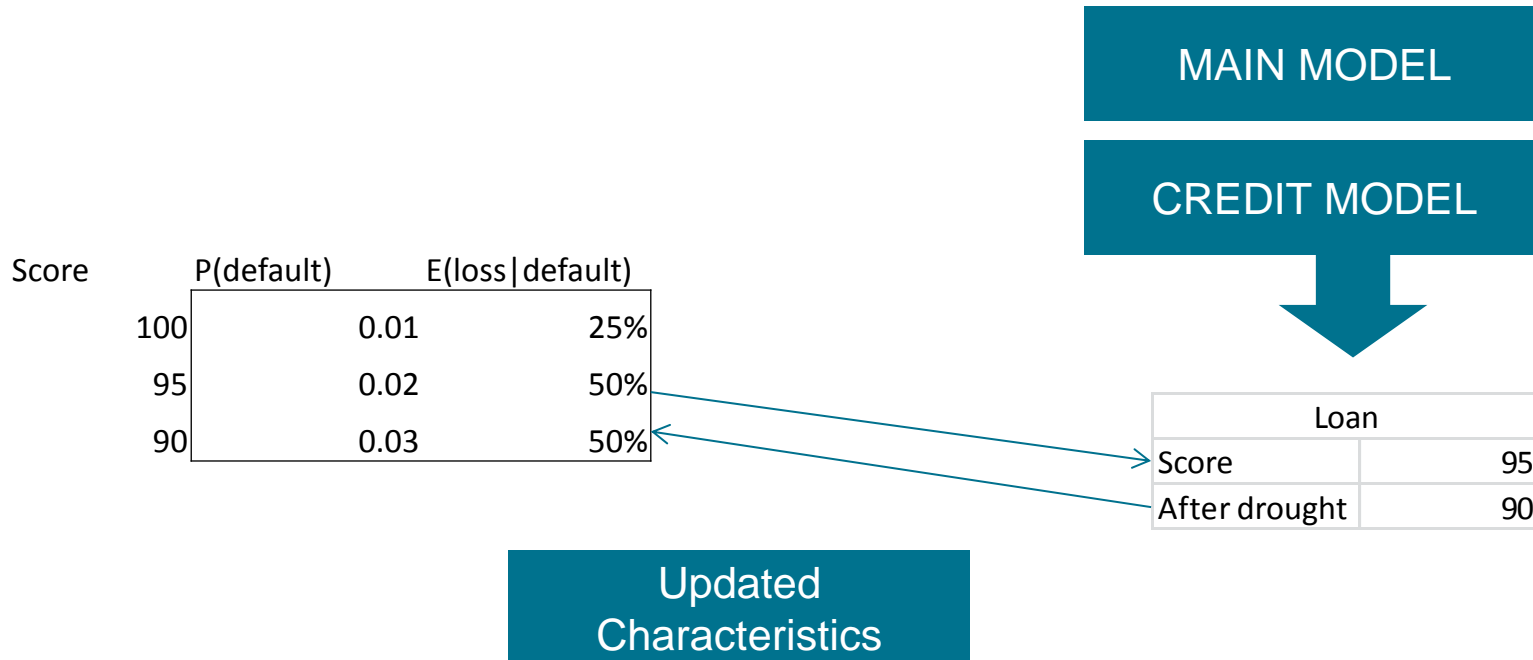 MAIN MODEL
CREDIT MODEL
Score P(default) E(loss|default)
100 0.01 25%
95 0.02 50%
90 0.03 50%
Loan
Score 95
After drought 90
Updated
Characteristics